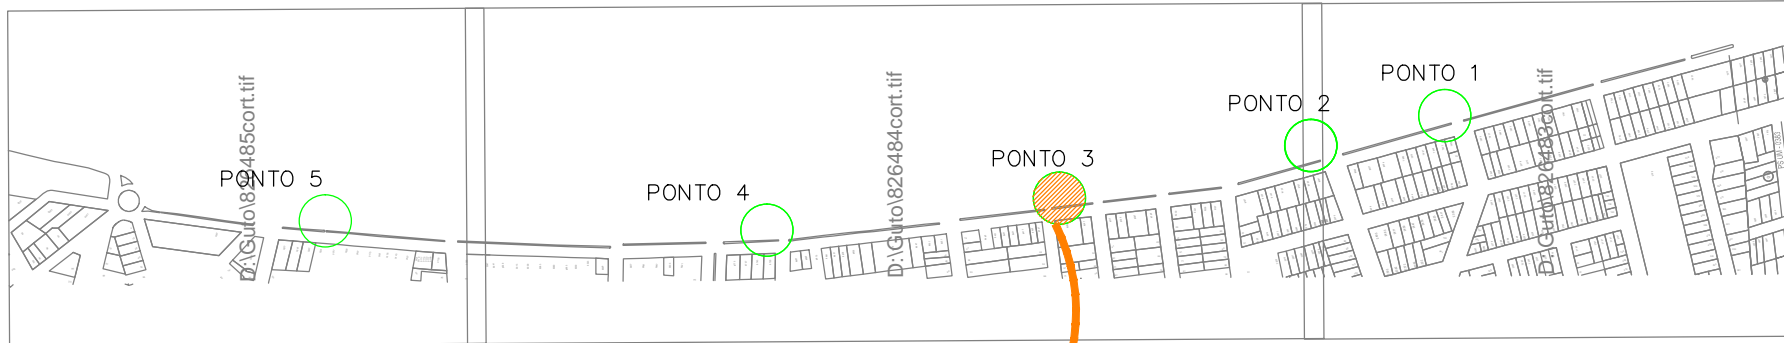 PONTO 1
PONTO 2
PONTO 3
PONTO 4
PONTO 5
D:\Guto\826485cort.tif
D:\Guto\826484cort.tif
D:\Guto\826483cort.tif